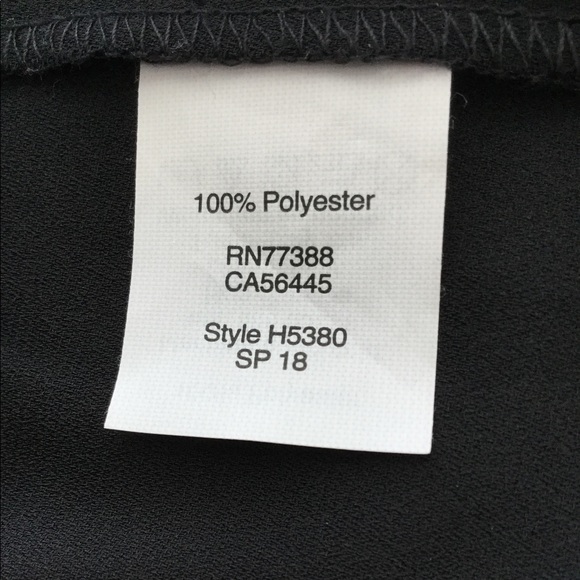 100% Polyester
RN77388
CA56445
Style H5380
SP 18